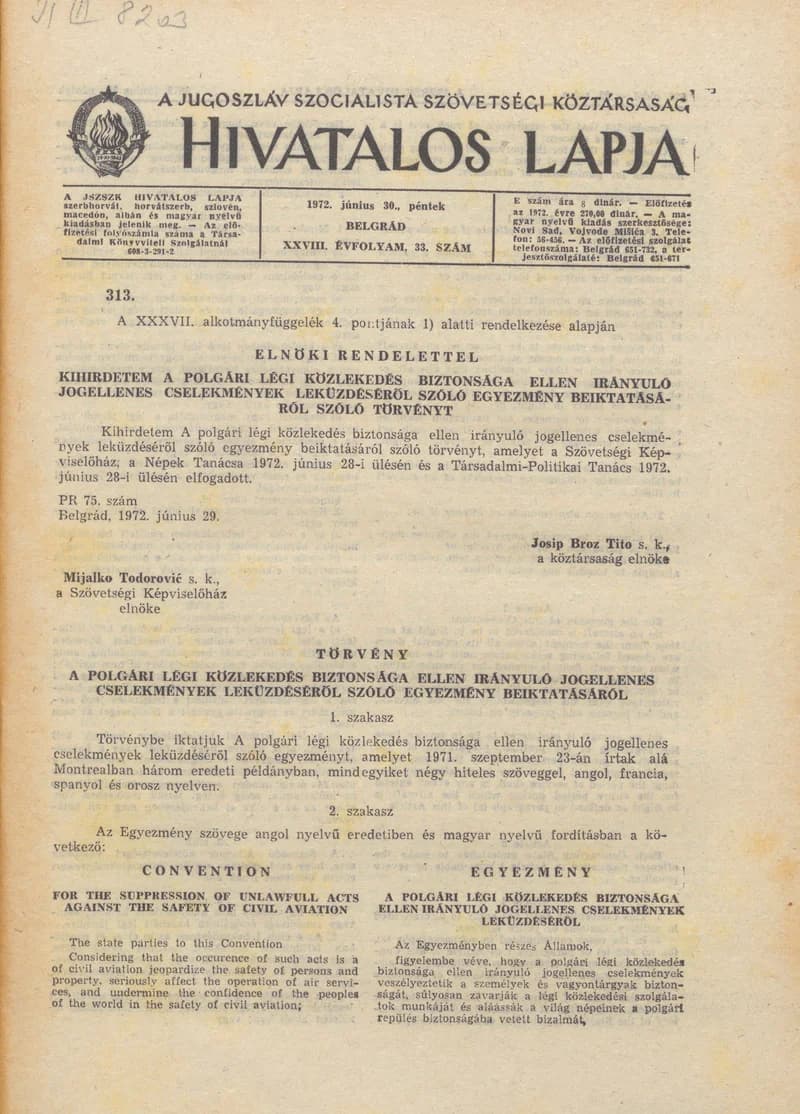 A JUGOSZLÁV SZOCIALISTA SZÖVETSÉGI KÖZTÁRSASÁG
HIVATALOS LAPJA
A JSZSZK HIVATALOS LAPJA
szerbhorvát, horvátszerb, szlovén,
macedón, albán és magyar nyelvű
kiadásban jelenik meg. — Az elő-
fizetési folyószámla száma a Társa-
dalmi Könyvviteli Szolgálatnál
608-3-291-2
1972. június 30., péntek
BELGRÁD
XXVIII. ÉVFOLYAM, 33. SZÁM
E szám ára 8 dinár. — Előfizetés
az 1972. évre 270,00 dinár. — A ma-
gyar nyelvű kiadás szerkesztősége:
Novi Sad, Vojvode Mišića 3. Tele-
fon: 56-456. — Az előfizetési szolgálat
telefonszáma: Belgrád 651-732, a ter-
jesztőszolgálaté: Belgrád 651-671
313.
A XXXVII. alkotmányfüggelék 4. pontjának 1) alatti rendelkezése alapján
ELNÖKI RENDELETTEL
KIHIRDETEM A POLGÁRI LÉGI KÖZLEKEDÉS BIZTONSÁGA ELLEN IRÁNYULÓ
JOGELLENES CSELEKMÉNYEK LEKÜZDÉSÉRŐL SZÓLÓ EGYEZMÉNY BEIKTATÁSÁ-
RÓL SZÓLÓ TÖRVÉNYT
Kihirdetem A polgári légi közlekedés biztonsága ellen irányuló jogellenes cselekmé-
nyek leküzdéséről szóló egyezmény beiktatásáról szóló törvényt, amelyet a Szövetségi Kép-
viselőház, a Népek Tanácsa 1972. június 28-i ülésén és a Társadalmi-Politikai Tanács 1972.
június 28-i ülésén elfogadott.
PR 75. szám
Belgrád, 1972. június 29.
Josip Broz Tito s. k.,
a köztársaság elnöke
Mijalko Todorović s. k.,
a Szövetségi Képviselőház
elnöke
TÖRVÉNY
A POLGÁRI LÉGI KÖZLEKEDÉS BIZTONSÁGA ELLEN IRÁNYULÓ JOGELLENES
CSELEKMÉNYEK LEKÜZDÉSÉRŐL SZÓLÓ EGYEZMÉNY BEIKTATÁSÁRÓL
1. szakasz
Törvénybe iktatjuk A polgári légi közlekedés biztonsága ellen irányuló jogellenes
cselekmények leküzdéséről szóló egyezményt, amelyet 1971. szeptember 23-án írtak alá
Montrealban három eredeti példányban, mindegyiket négy hiteles szöveggel, angol, francia,
spanyol és orosz nyelven.
2. szakasz
Az Egyezmény szövege angol nyelvű eredetiben és magyar nyelvű fordításban a kö-
vetkező:
CONVENTION
FOR THE SUPPRESSION OF UNLAWFULL ACTS
AGAINST THE SAFETY OF CIVIL AVIATION
The state parties to this Convention
Considering that the occurence of such acts is a
of civil aviation jeopardize the safety of persons and
property, seriously affect the operation of air servi-
ces, and undermine the confidence of the peoples
of the world in the safety of civil aviation;
EGYEZMÉNY
A POLGÁRI LÉGI KÖZLEKEDÉS BIZTONSÁGA
ELLEN IRÁNYULÓ JOGELLENES CSELEKMÉNYEK
LEKÜZDÉSÉRŐL
Az Egyezményben részes Államok,
figyelembe véve, hogy a polgári légi közlekedés
biztonsága ellen irányuló jogellenes cselekmények
veszélyeztetik a személyek és vagyontárgyak bizton-
ságát, súlyosan zavarják a légi közlekedési szolgála-
tok munkáját és aláássák a világ népeinek a polgári
repülés biztonságába vetett bizalmát,